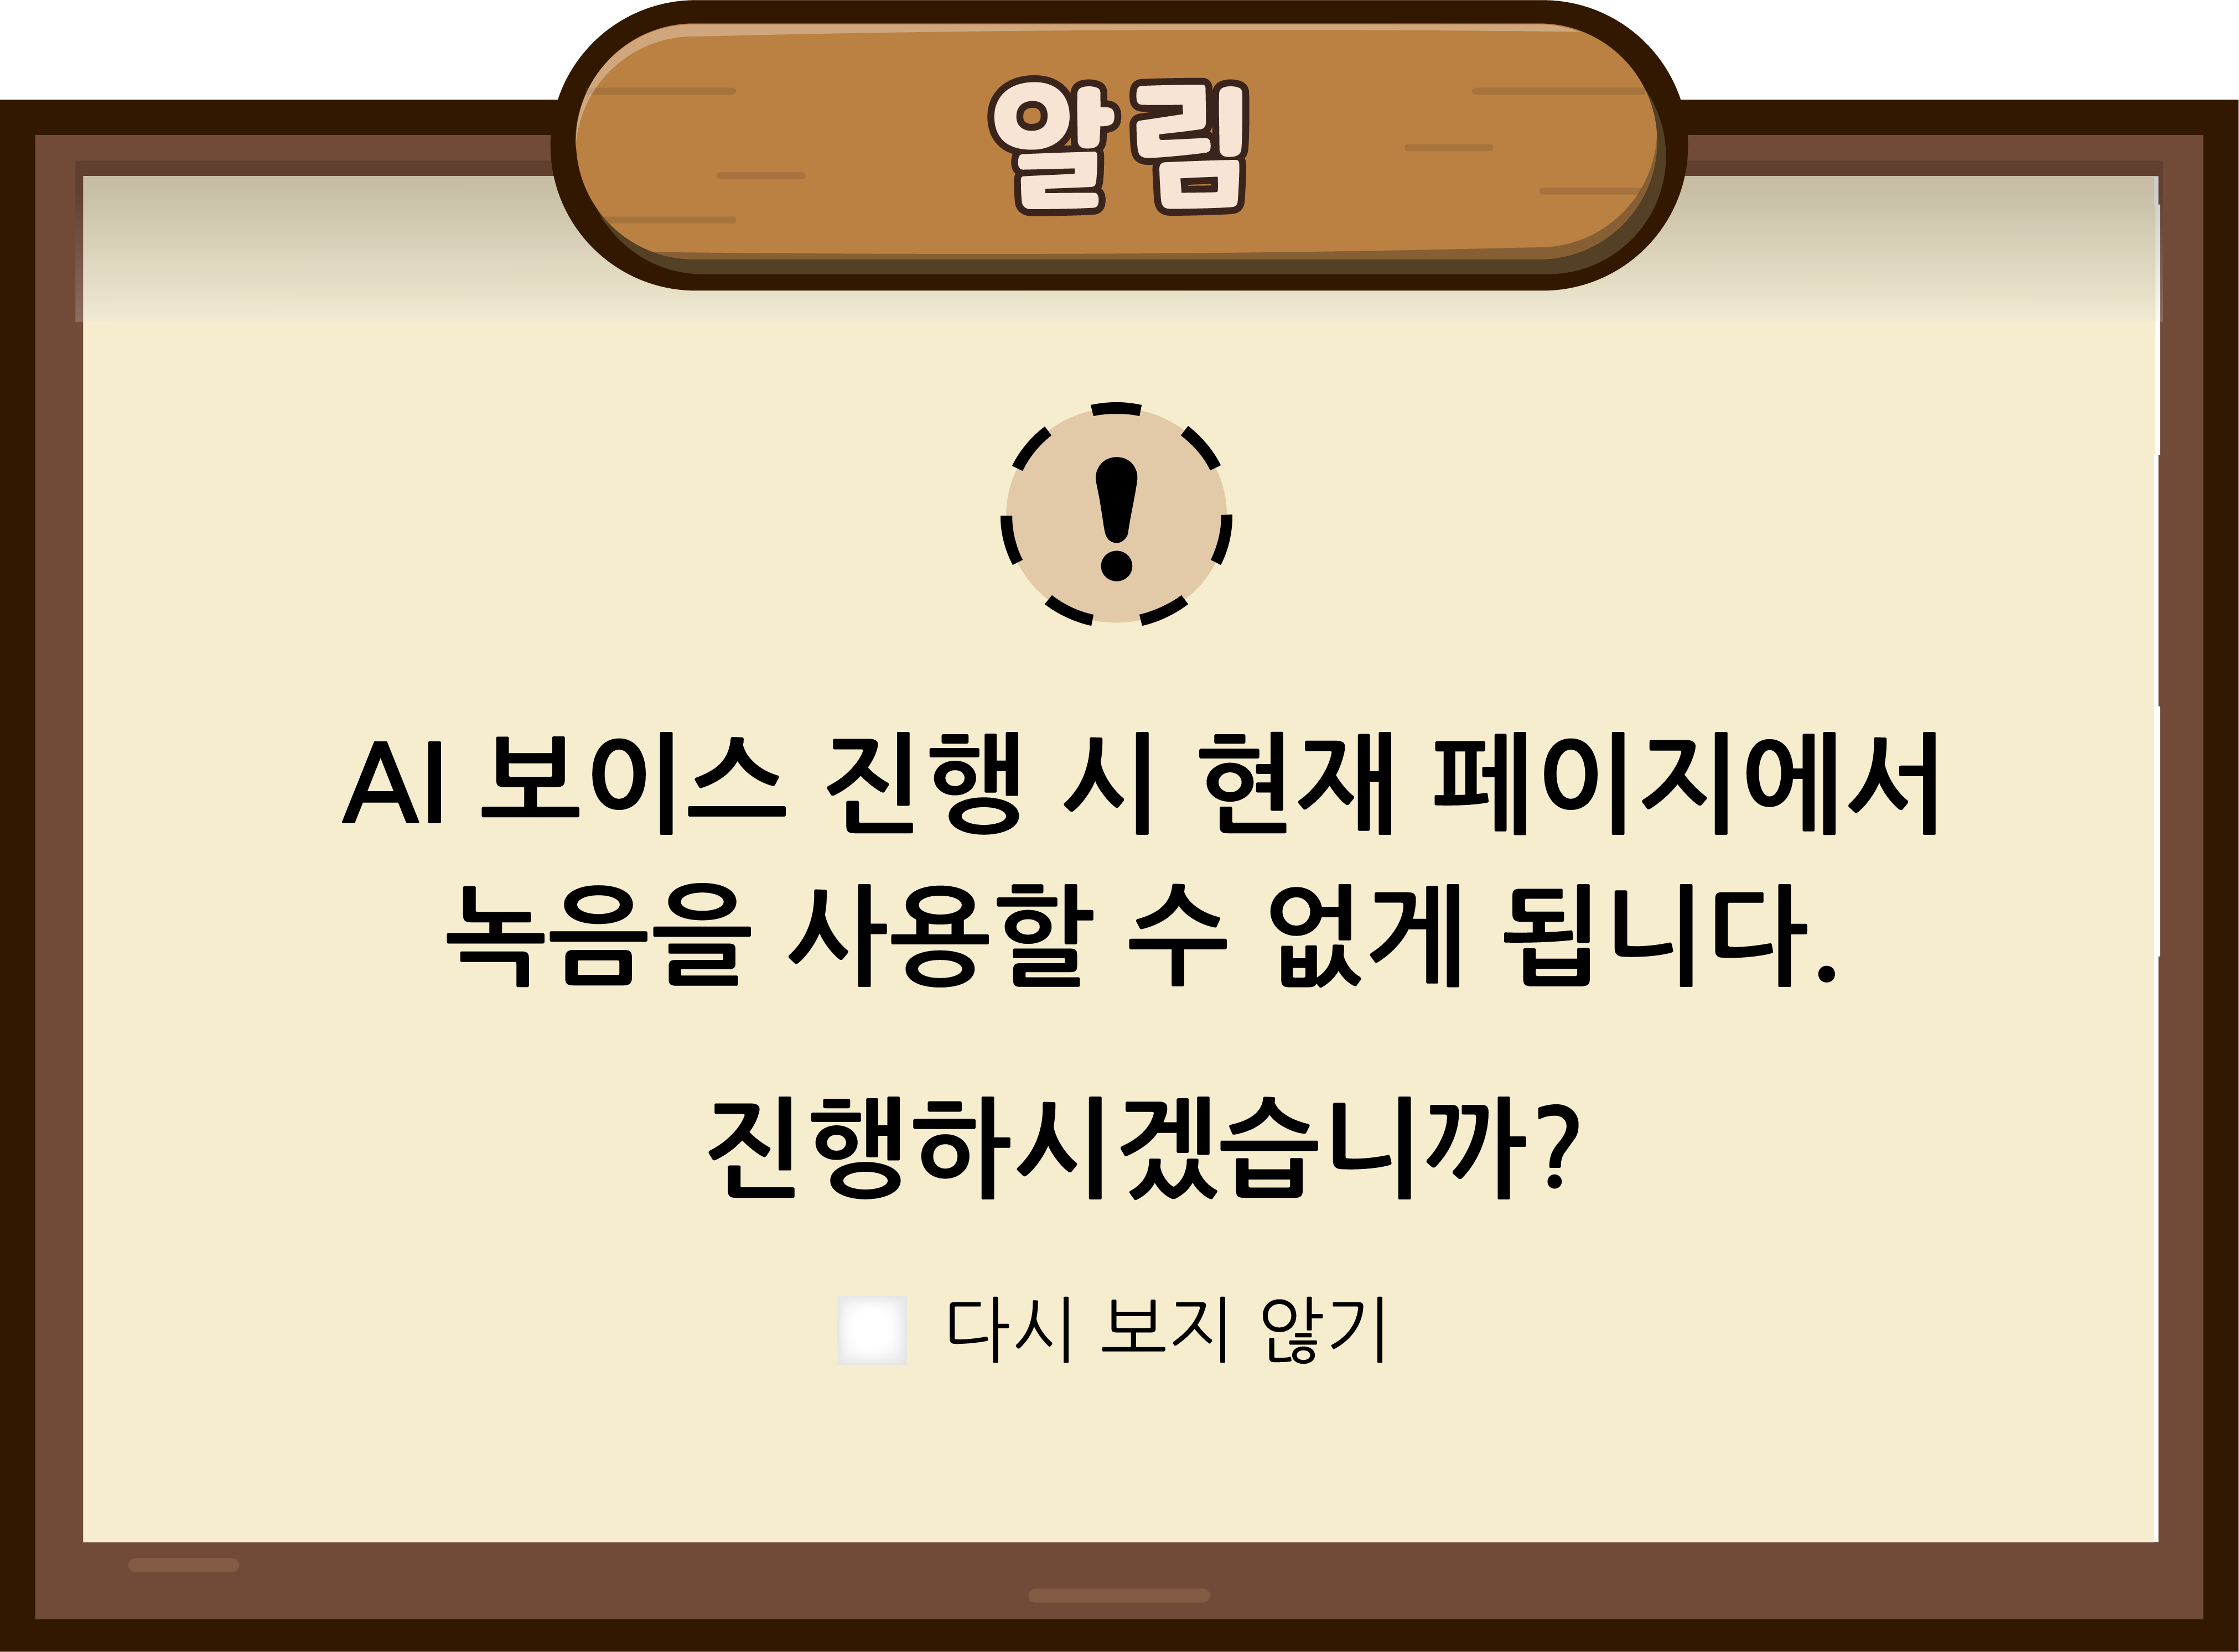 알림
AI 보이스 진행 시 현재 페이지에서
녹음을 사용할 수 없게 됩니다.
진행하시겠습니까?
다시 보지 않기